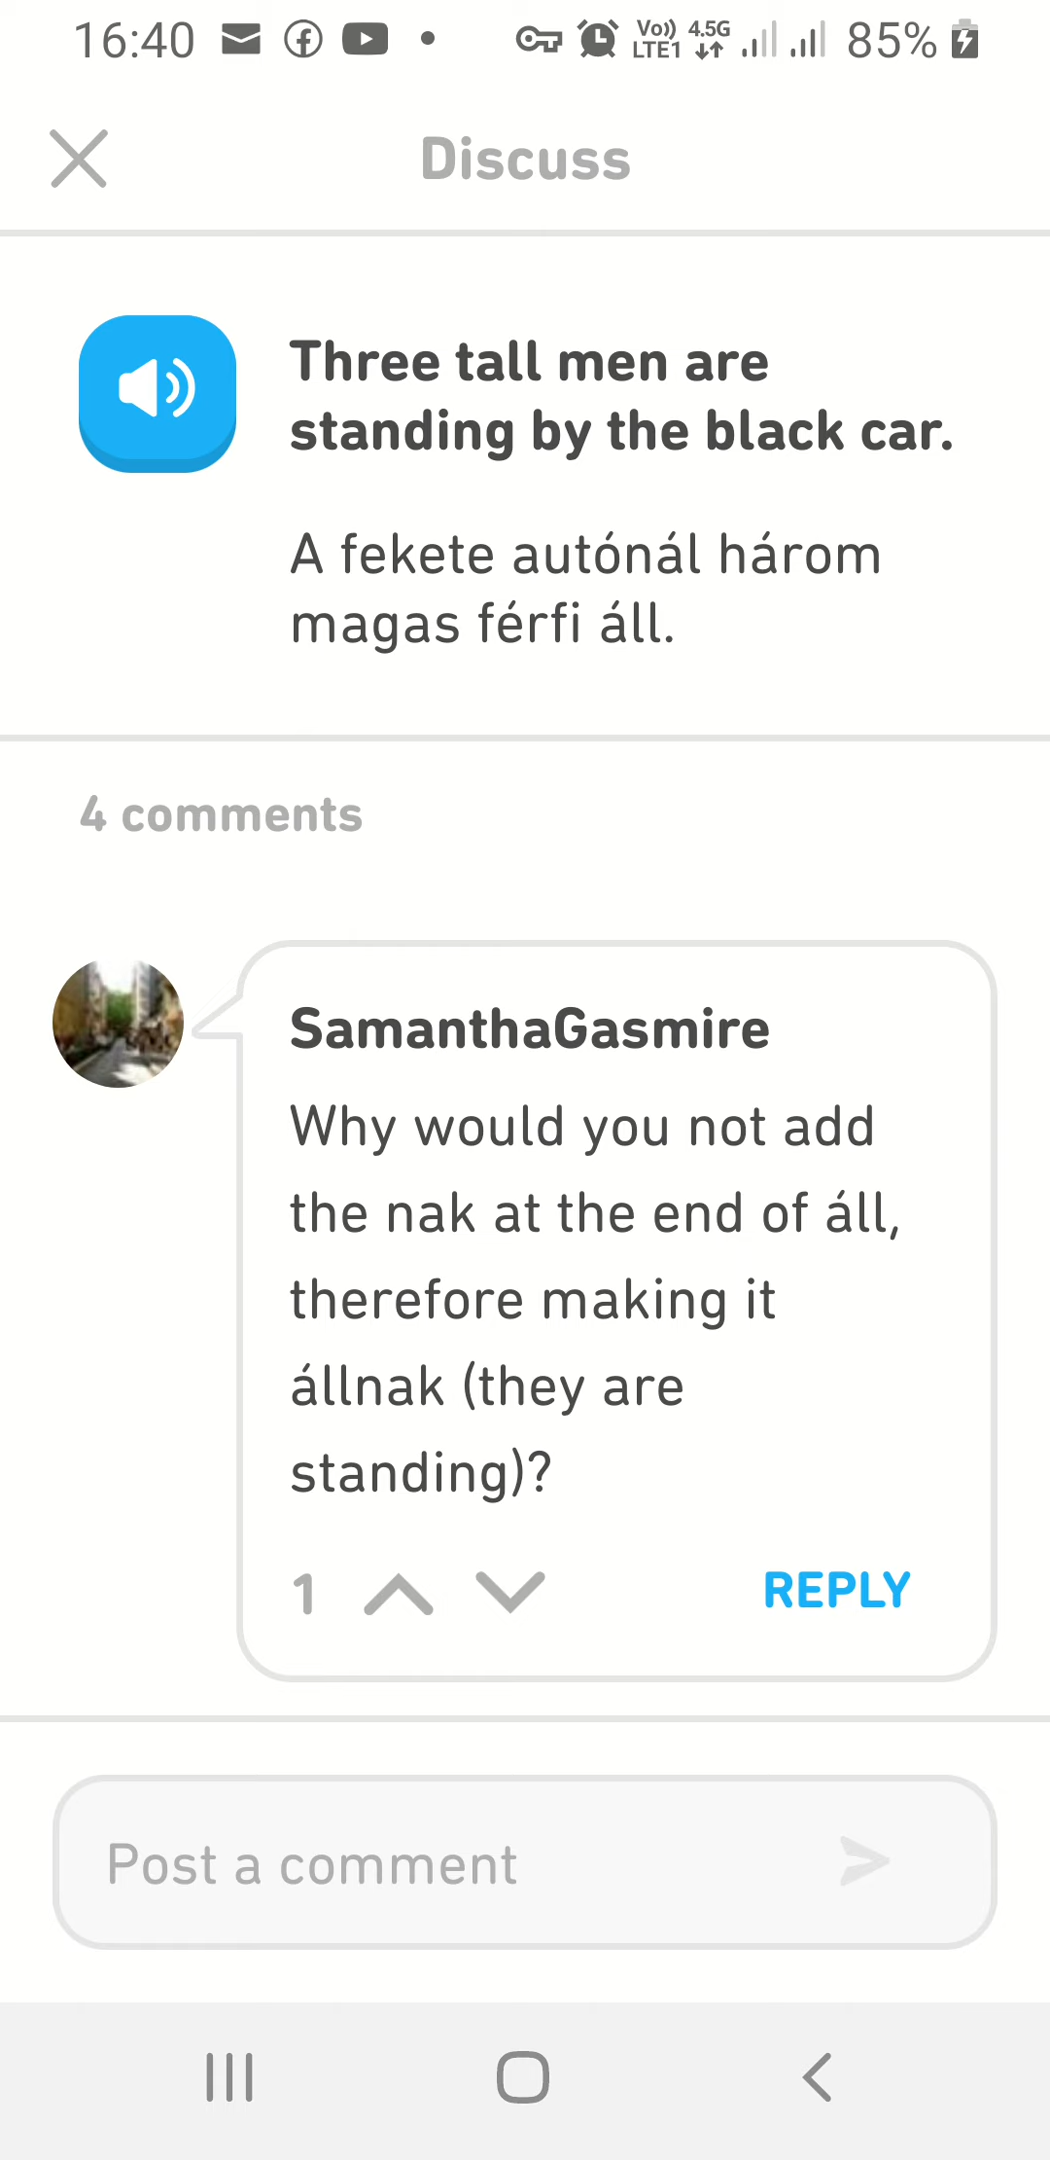 16:40 Vo)) LTE1 4.5G 85%
Discuss
Three tall men are
standing by the black car.
A fekete autónál három
magas férfi áll.
4 comments
SamanthaGasmire
Why would you not add
the nak at the end of áll,
therefore making it
állnak (they are
standing)?
1 REPLY
Post a comment